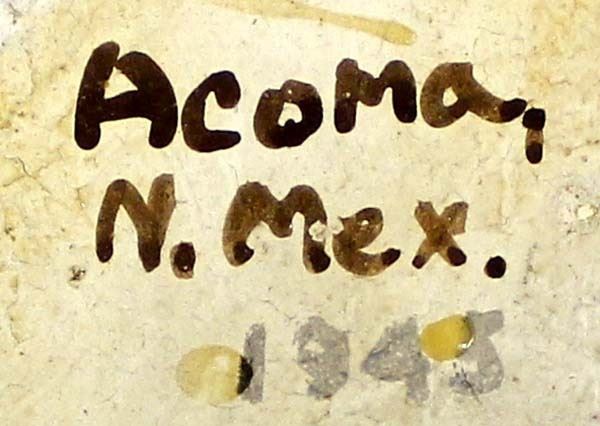 Acoma,
N. Mex.
1945